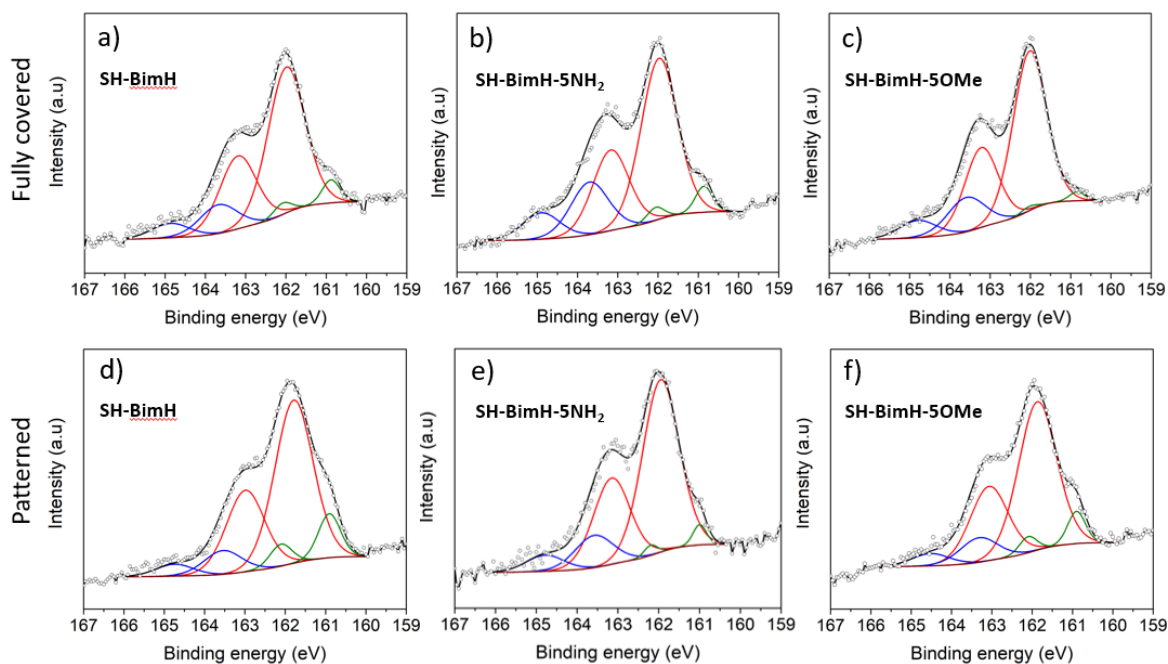 Fully covered
a)
SH-BimH
Intensity (a.u)
167 166 165 164 163 162 161 160 159
Binding energy (eV)
b)
SH-BimH-5NH₂
Intensity (a.u)
167 166 165 164 163 162 161 160 159
Binding energy (eV)
c)
SH-BimH-5OMe
Intensity (a.u)
167 166 165 164 163 162 161 160 159
Binding energy (eV)
Patterned
d)
SH-BimH
Intensity (a.u)
167 166 165 164 163 162 161 160 159
Binding energy (eV)
e)
SH-BimH-5NH₂
Intensity (a.u)
167 166 165 164 163 162 161 160 159
Binding energy (eV)
f)
SH-BimH-5OMe
Intensity (a.u)
167 166 165 164 163 162 161 160 159
Binding energy (eV)